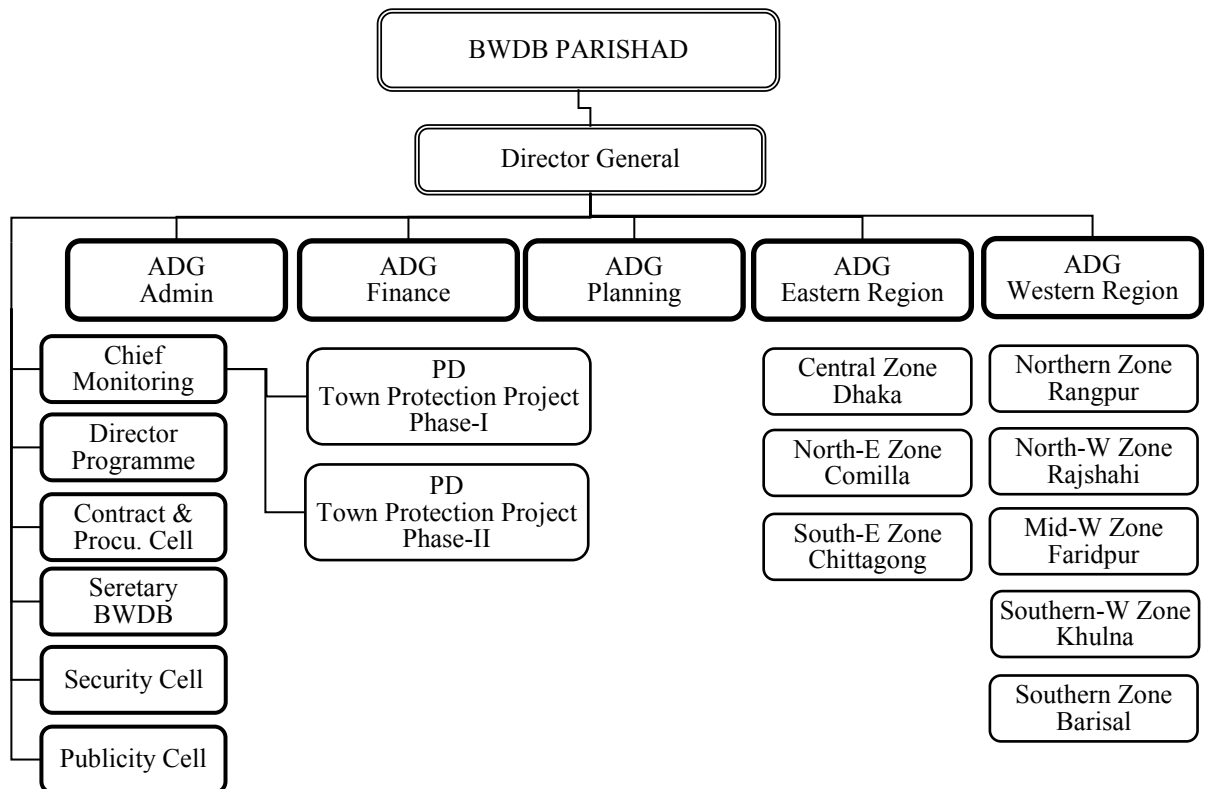 BWDB PARISHAD
Director General
ADG
Admin
ADG
Finance
ADG
Planning
ADG
Eastern Region
ADG
Western Region
Chief
Monitoring
Director
Programme
Contract &
Procu. Cell
Seretary
BWDB
Security Cell
Publicity Cell
PD
Town Protection Project
Phase-I
PD
Town Protection Project
Phase-II
Central Zone
Dhaka
North-E Zone
Comilla
South-E Zone
Chittagong
Northern Zone
Rangpur
North-W Zone
Rajshahi
Mid-W Zone
Faridpur
Southern-W Zone
Khulna
Southern Zone
Barisal